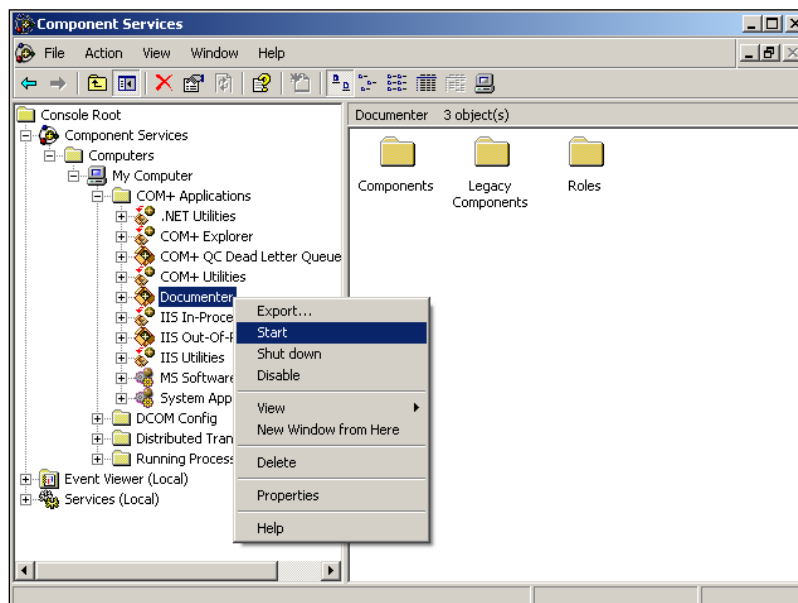 Component Services
File Action View Window Help
Console Root
Component Services
Computers
My Computer
COM+ Applications
.NET Utilities
COM+ Explorer
COM+ QC Dead Letter Queue
COM+ Utilities
Documenter
IIS In-Proce
IIS Out-Of-
IIS Utilities
MS Software
System App
DCOM Config
Distributed Tran
Running Process
Event Viewer (Local)
Services (Local)
Export...
Start
Shut down
Disable
View
New Window from Here
Delete
Properties
Help
Documenter 3 object(s)
Components
Legacy Components
Roles